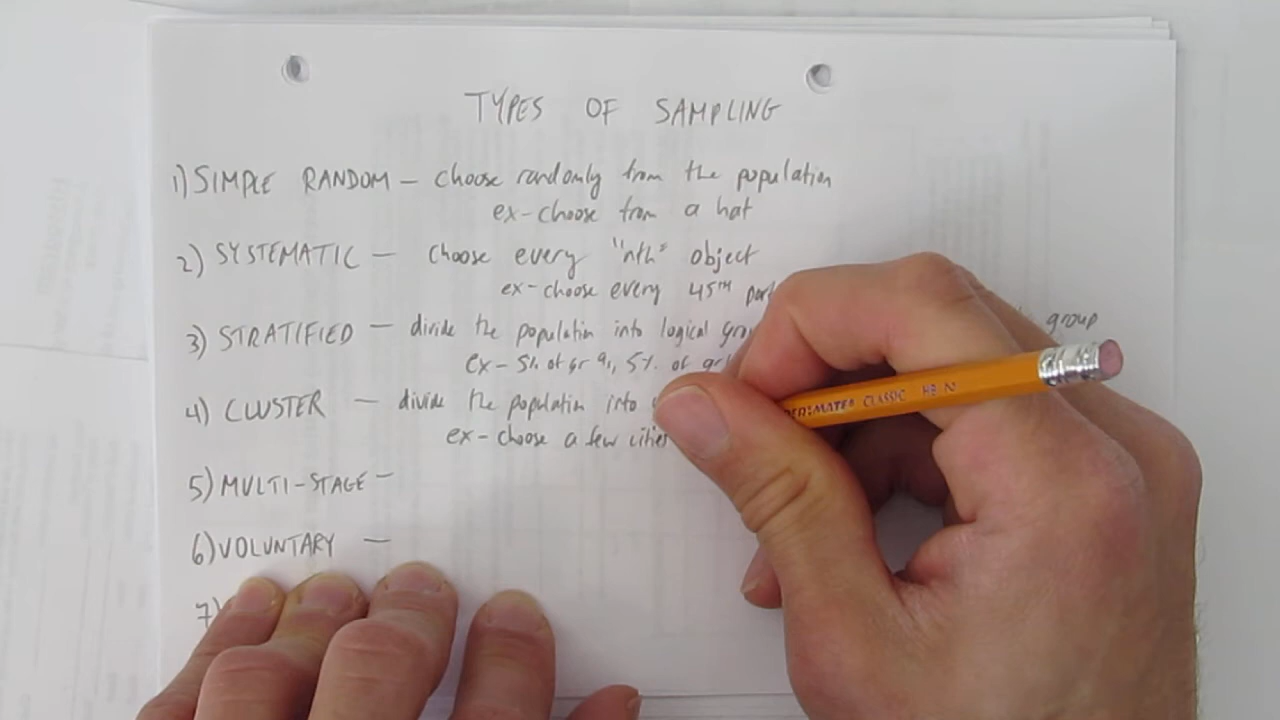 TYPES OF SAMPLING
1) SIMPLE RANDOM – choose randomly from the population
ex – choose from a hat
2) SYSTEMATIC – choose every "nth" object
ex – choose every 45TH
3) STRATIFIED – divide the population into logical group
ex – 5% of gr 9, 5% of
4) CLUSTER – divide the population into
ex – choose a few cities
5) MULTI-STAGE –
6) VOLUNTARY –
7)
CLASSIC HB